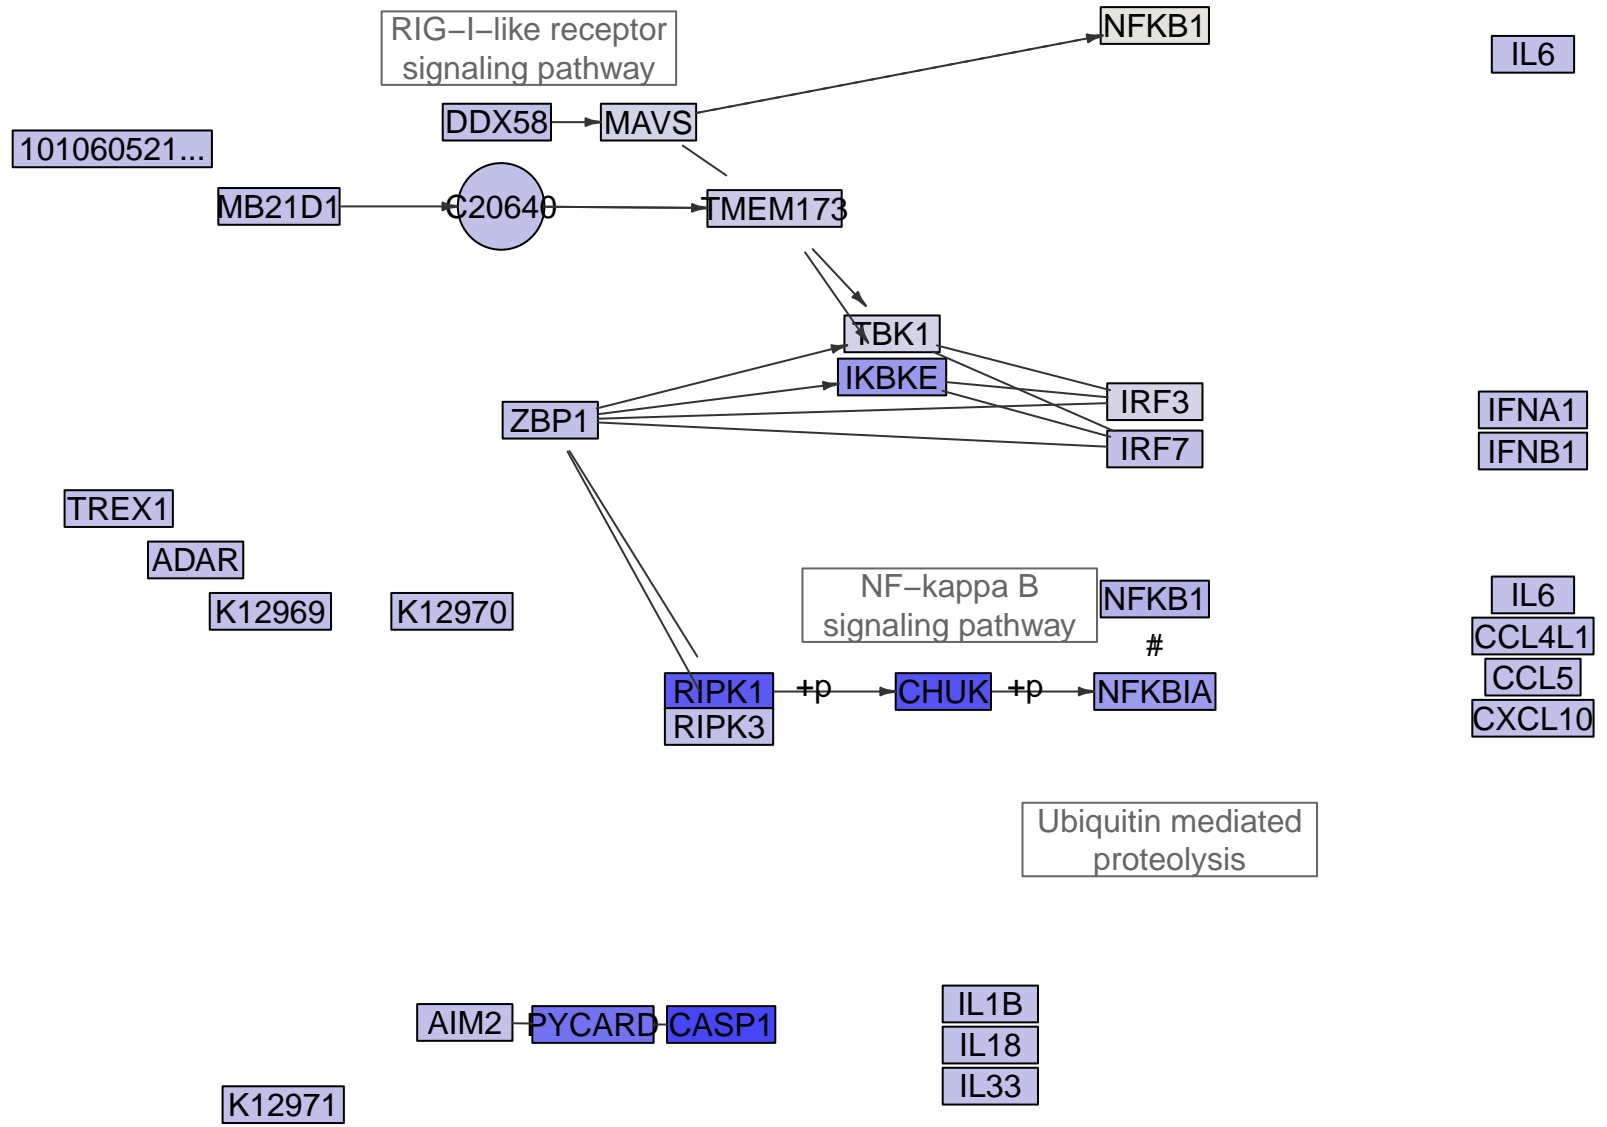 RIG−I−like receptor
signaling pathway
NFKB1
IL6
DDX58
MAVS
101060521...
MB21D1
C20640
TMEM173
TBK1
IKBKE
ZBP1
IRF3
IRF7
IFNA1
IFNB1
TREX1
ADAR
K12969
K12970
NF−kappa B
signaling pathway
NFKB1
#
IL6
CCL4L1
CCL5
CXCL10
RIPK1
+p
CHUK
+p
NFKBIA
RIPK3
Ubiquitin mediated
proteolysis
AIM2
PYCARD
CASP1
IL1B
IL18
IL33
K12971